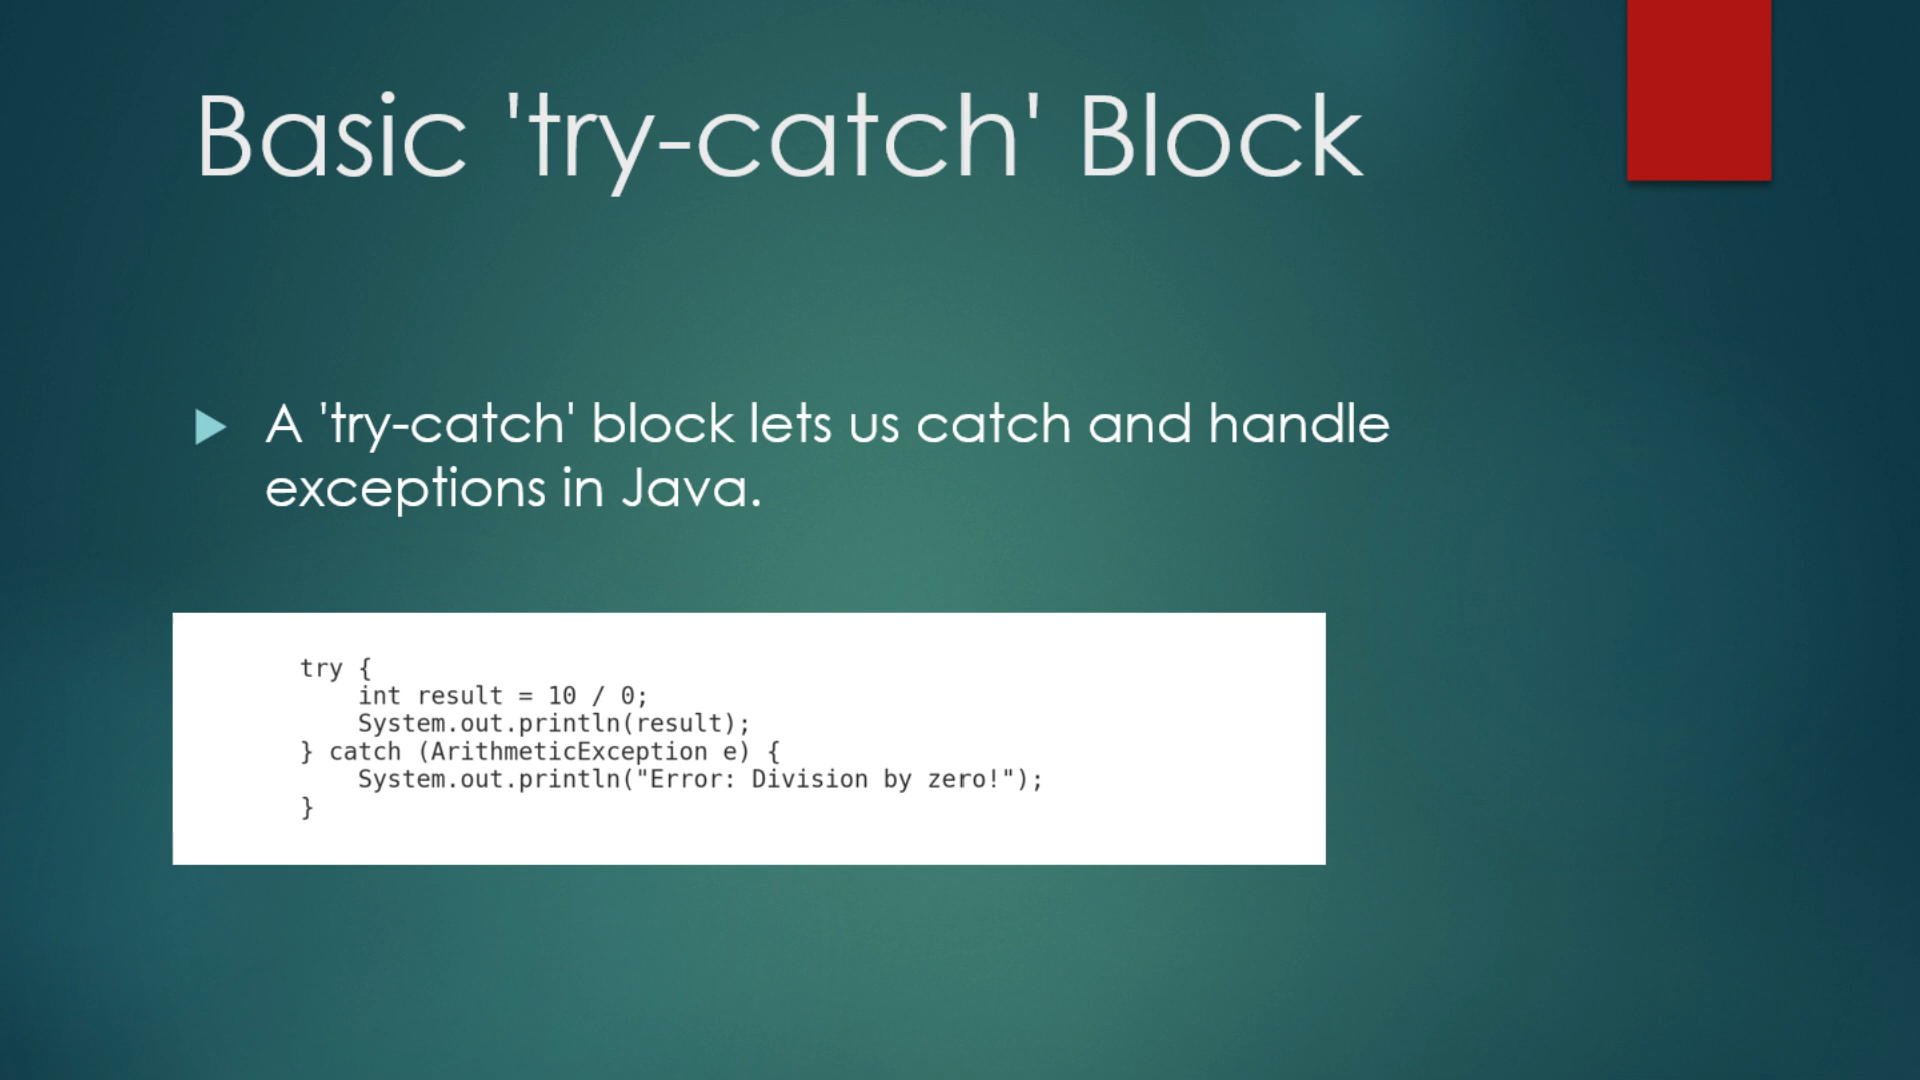 Basic 'try-catch' Block
A 'try-catch' block lets us catch and handle
exceptions in Java.
try {
    int result = 10 / 0;
    System.out.println(result);
} catch (ArithmeticException e) {
    System.out.println("Error: Division by zero!");
}